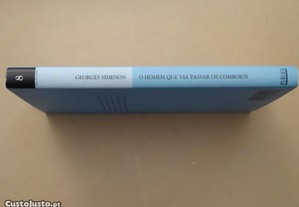 8
GEORGES SIMENON
O HOMEM QUE VIA PASSAR OS COMBOIOS
CustoJusto.pt